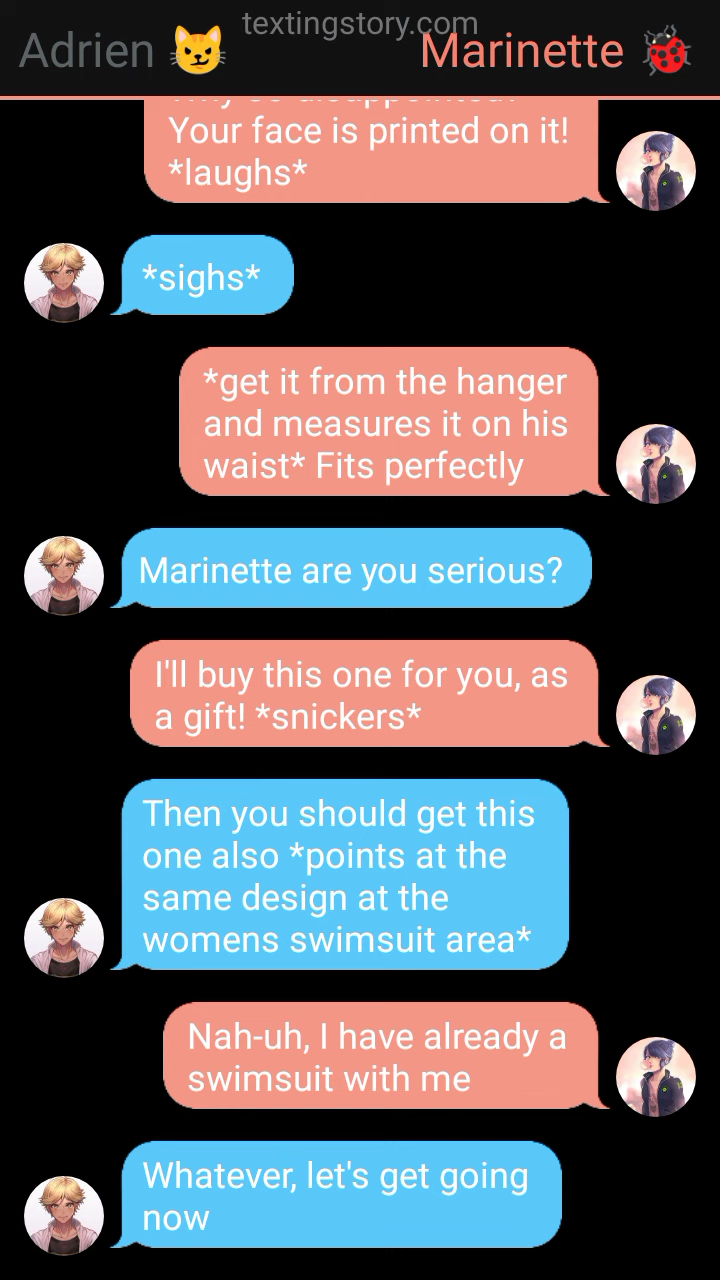 textingstory.com
Adrien 😼 Marinette 🐞
Why so disappointed?
Your face is printed on it!
*laughs*
*sighs*
*get it from the hanger
and measures it on his
waist* Fits perfectly
Marinette are you serious?
I'll buy this one for you, as
a gift! *snickers*
Then you should get this
one also *points at the
same design at the
womens swimsuit area*
Nah-uh, I have already a
swimsuit with me
Whatever, let's get going
now